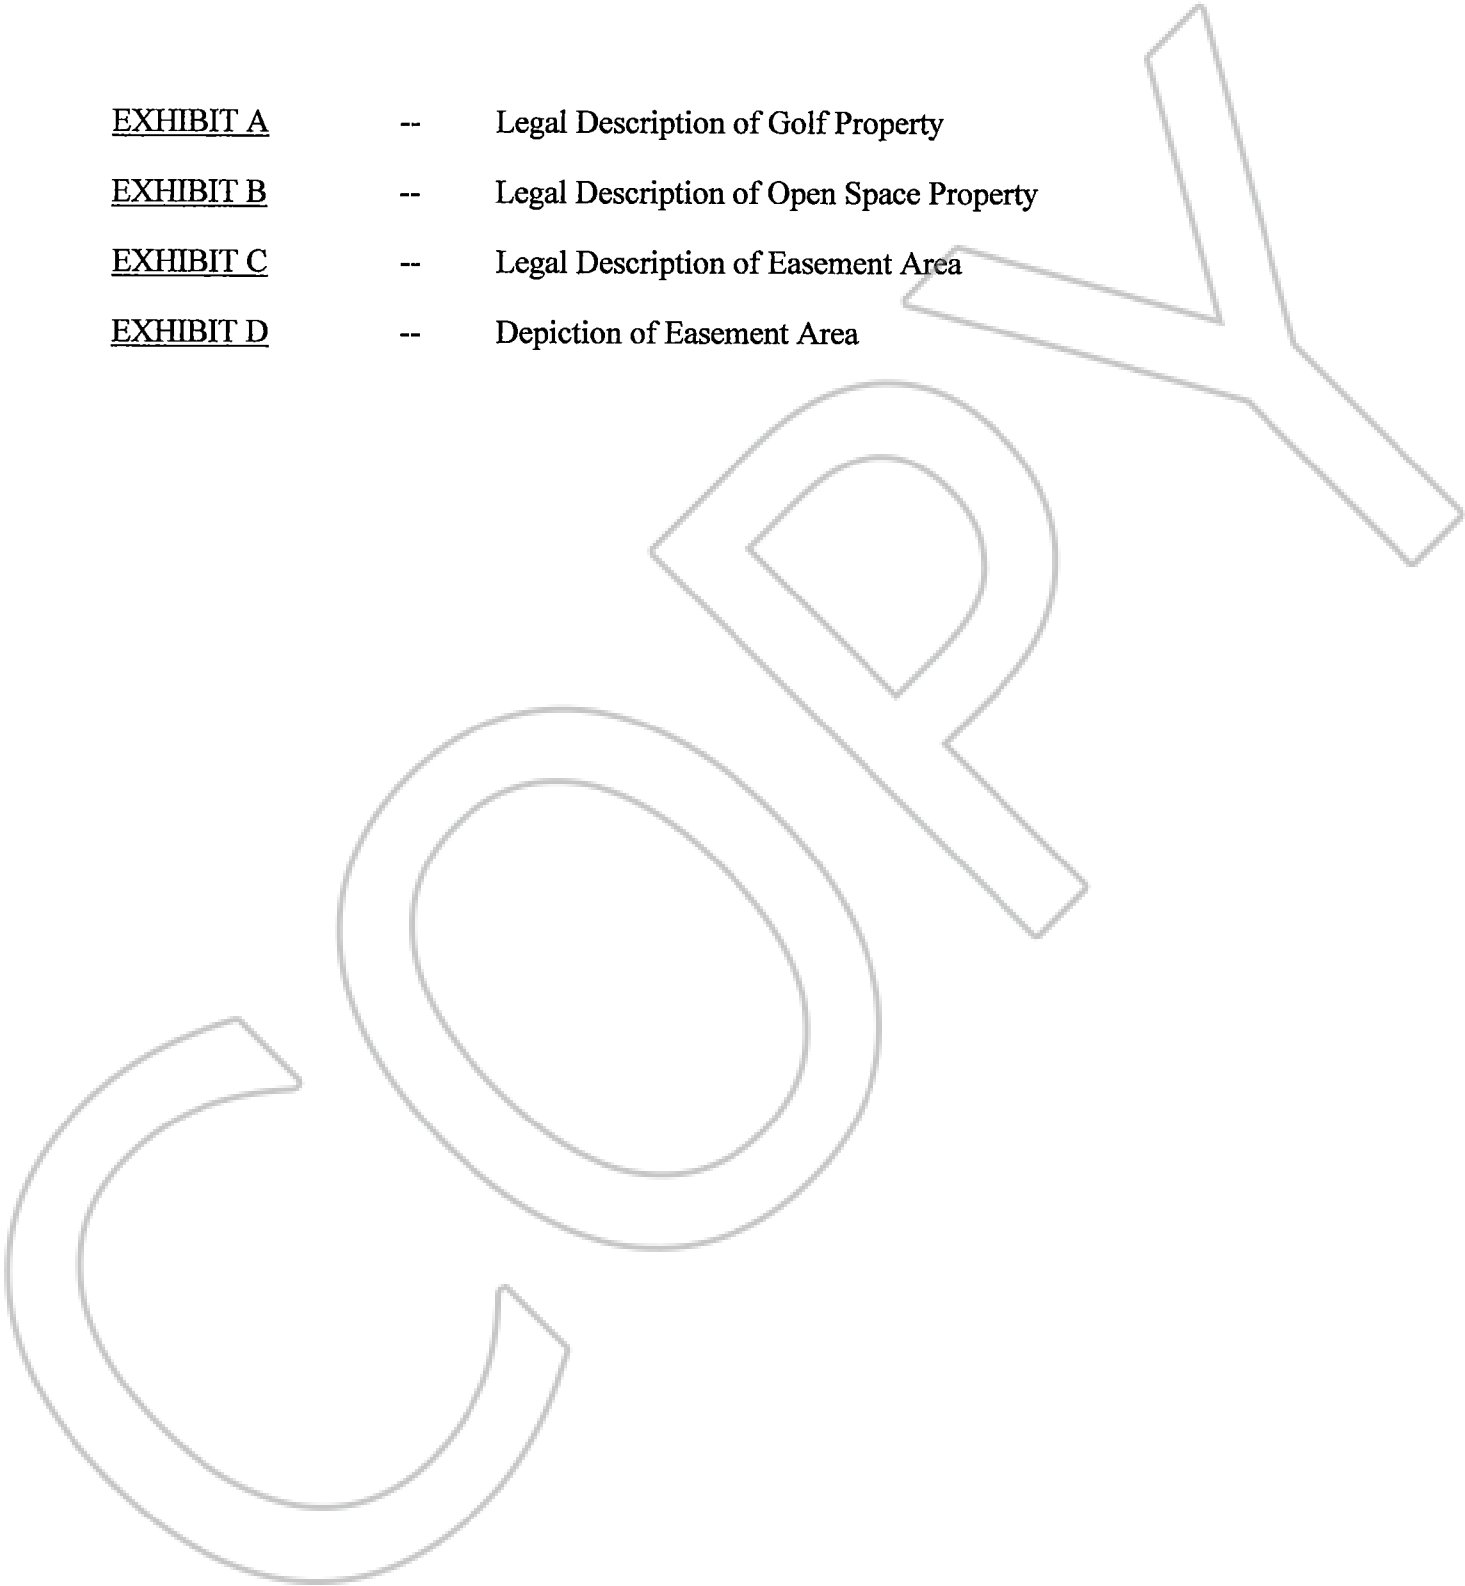 EXHIBIT A -- Legal Description of Golf Property
EXHIBIT B -- Legal Description of Open Space Property
EXHIBIT C -- Legal Description of Easement Area
EXHIBIT D -- Depiction of Easement Area
COPY